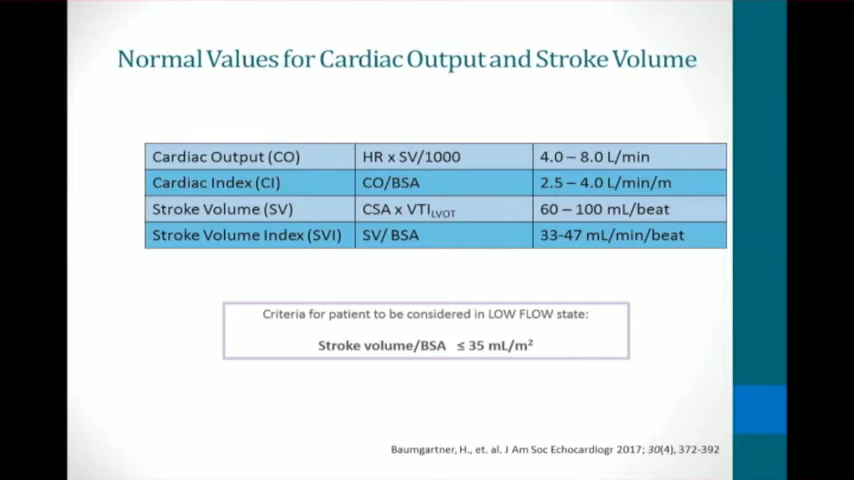 Normal Values for Cardiac Output and Stroke Volume
Cardiac Output (CO) HR x SV/1000 4.0 – 8.0 L/min
Cardiac Index (CI) CO/BSA 2.5 – 4.0 L/min/m
Stroke Volume (SV) CSA x VTI_LVOT 60 – 100 mL/beat
Stroke Volume Index (SVI) SV/ BSA 33-47 mL/min/beat
Criteria for patient to be considered in LOW FLOW state:
Stroke volume/BSA ≤ 35 mL/m²
Baumgartner, H., et. al. J Am Soc Echocardiogr 2017; 30(4), 372-392